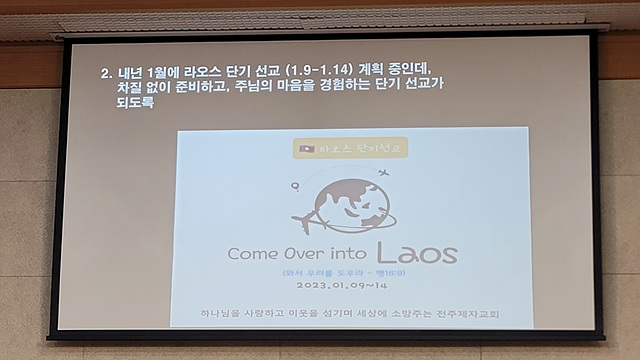 2. 내년 1월에 라오스 단기 선교 (1.9-1.14) 계획 중인데,
차질 없이 준비하고, 주님의 마음을 경험하는 단기 선교가
되도록
라오스 단기선교
Come Over into Laos
(와서 우리를 도우라 - 행16:9)
2023.01.09~14
하나님을 사랑하고 이웃을 섬기며 세상에 소망주는 전주제자교회